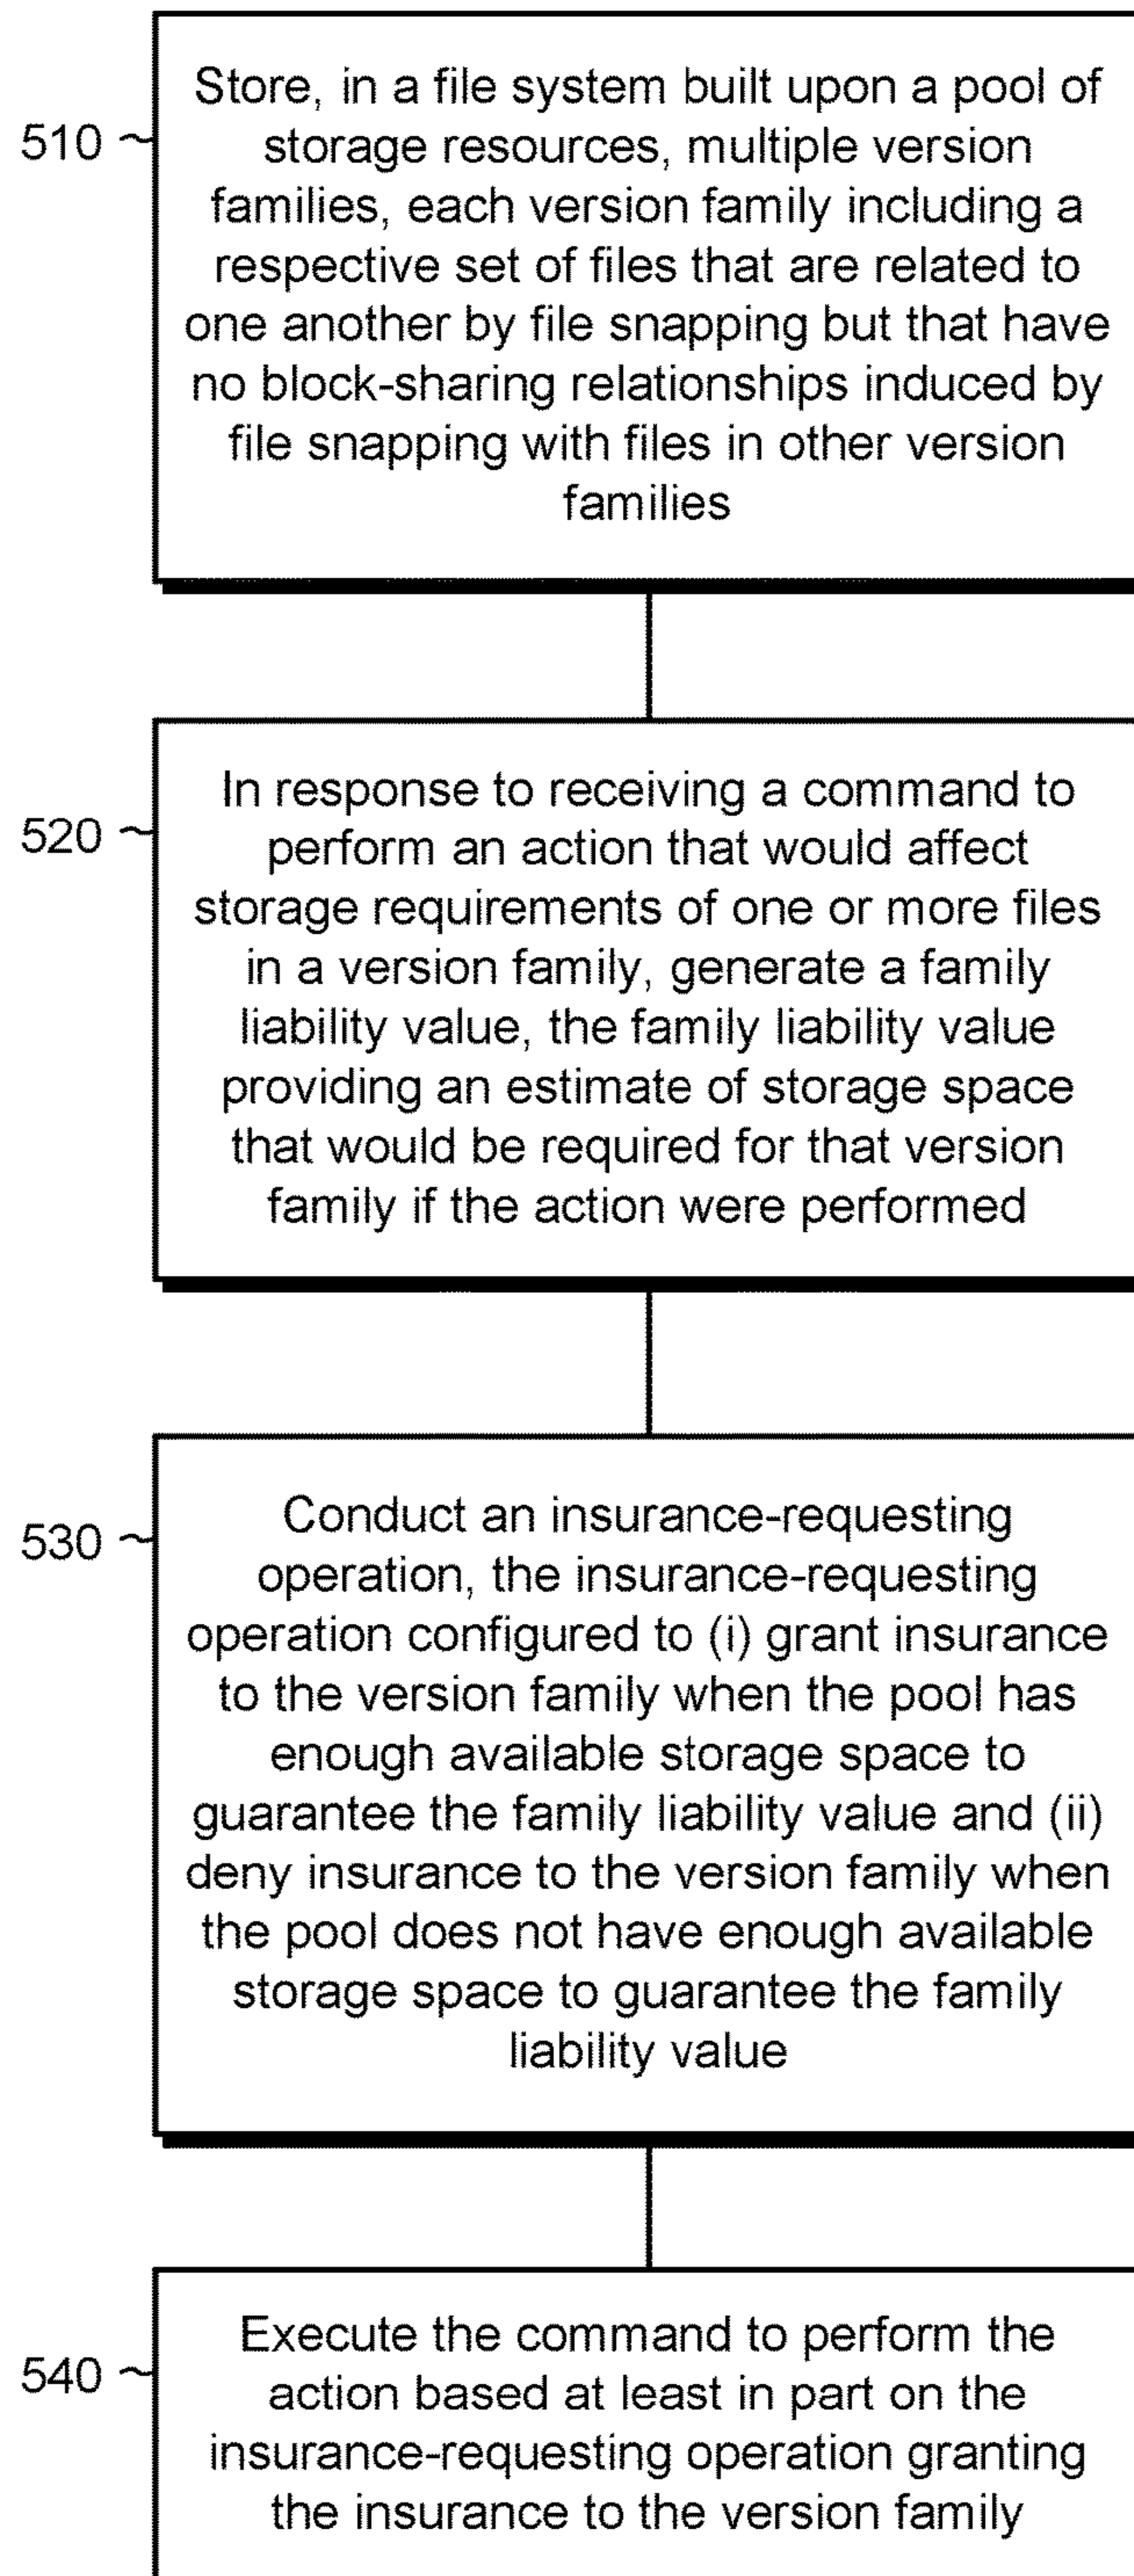 Store, in a file system built upon a pool of
510
storage resources, multiple version
families, each version family including a
respective set of files that are related to
one another by file snapping but that have
no block-sharing relationships induced by
file snapping with files in other version
families
In response to receiving a command to
520
perform an action that would affect
storage requirements of one or more files
in a version family, generate a family
liability value, the family liability value
providing an estimate of storage space
that would be required for that version
family if the action were performed
Conduct an insurance-requesting
530
operation, the insurance-requesting
operation configured to (i) grant insurance
to the version family when the pool has
enough available storage space to
guarantee the family liability value and (ii)
deny insurance to the version family when
the pool does not have enough available
storage space to guarantee the family
liability value
Execute the command to perform the
540
action based at least in part on the
insurance-requesting operation granting
the insurance to the version family